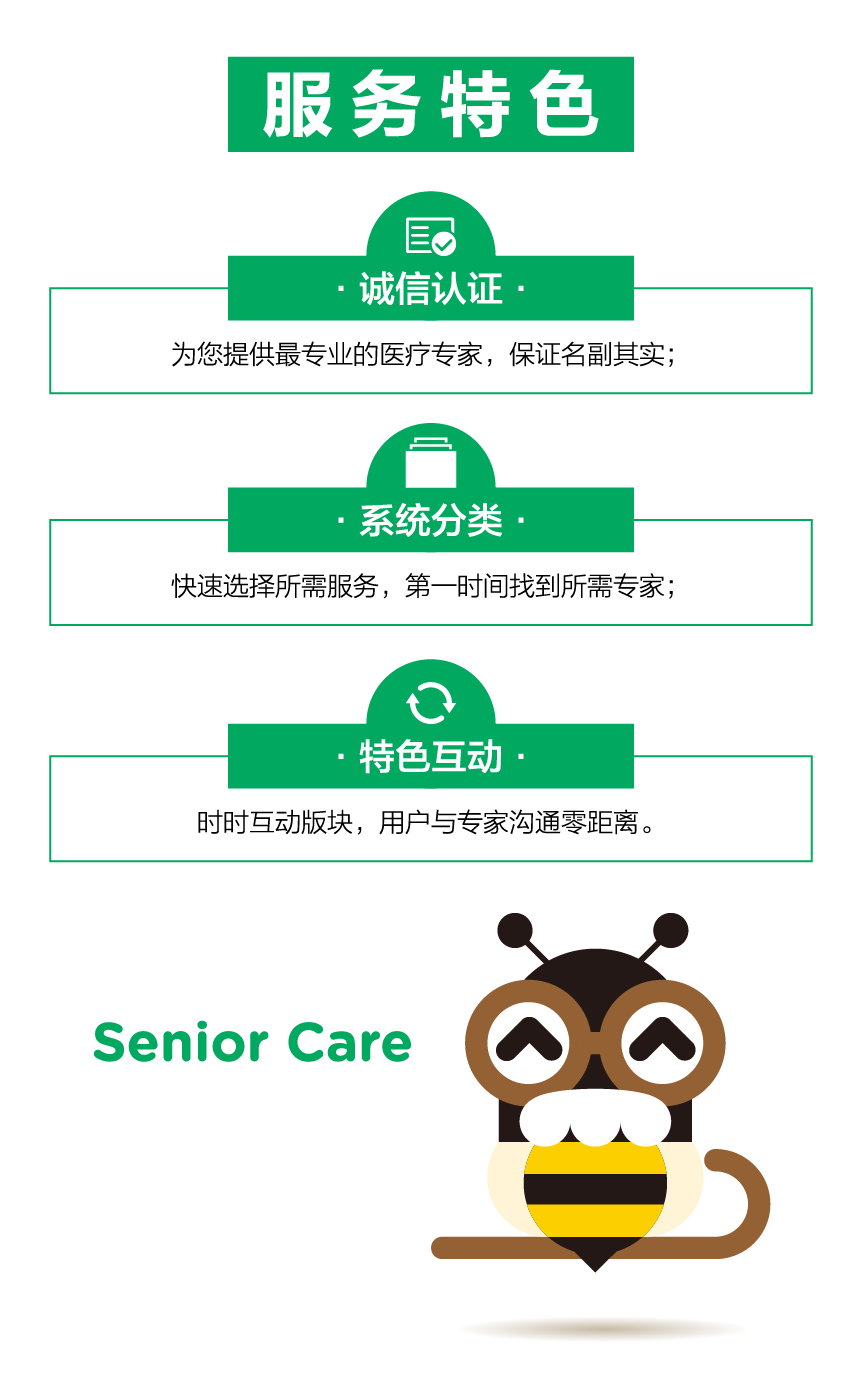 服务特色
· 诚信认证 ·
为您提供最专业的医疗专家，保证名副其实；
· 系统分类 ·
快速选择所需服务，第一时间找到所需专家；
· 特色互动 ·
时时互动版块，用户与专家沟通零距离。
Senior Care